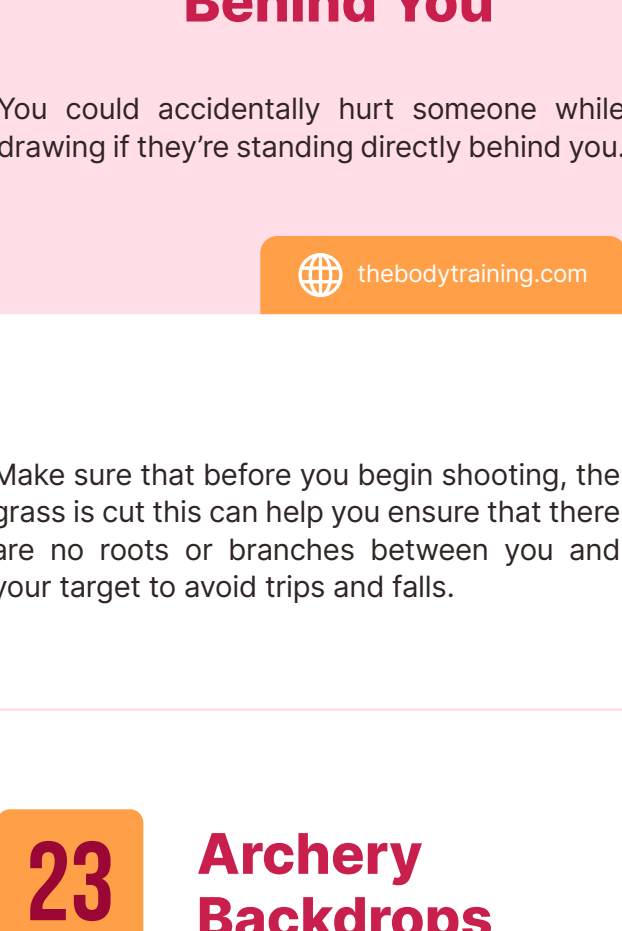 Behind You
You could accidentally hurt someone while
drawing if they’re standing directly behind you.
thebodytraining.com
Make sure that before you begin shooting, the
grass is cut this can help you ensure that there
are no roots or branches between you and
your target to avoid trips and falls.
23
Archery
Backdrops